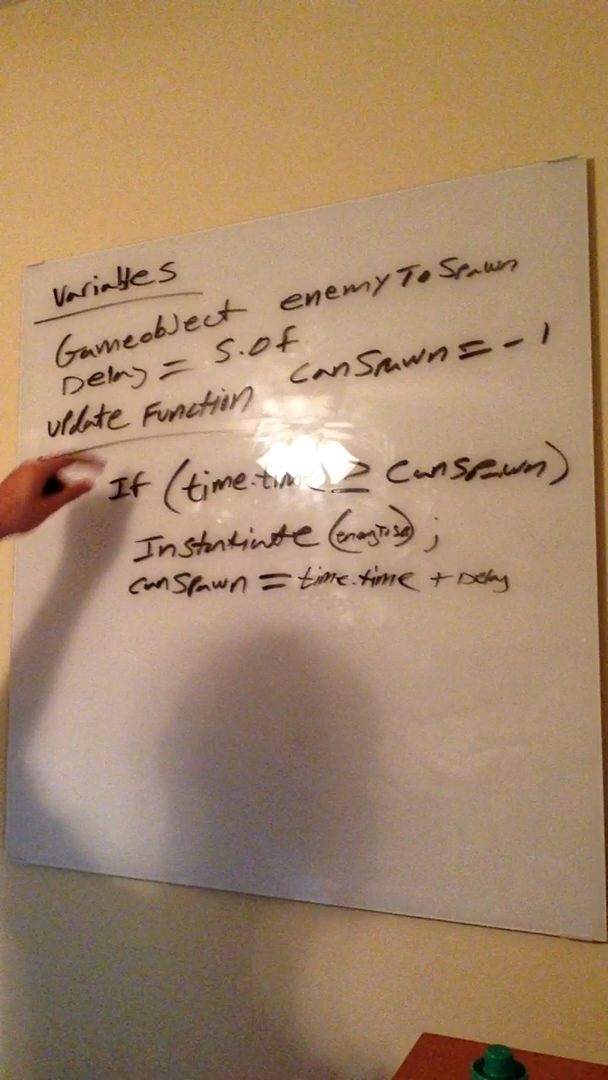 Variables
Gameobject enemyToSpawn
Delay = 5.0f canSpawn = -1
update Function
If (time.time ≥ canSpawn)
Instantiate (enemyToSp);
canSpawn = time.time + Delay